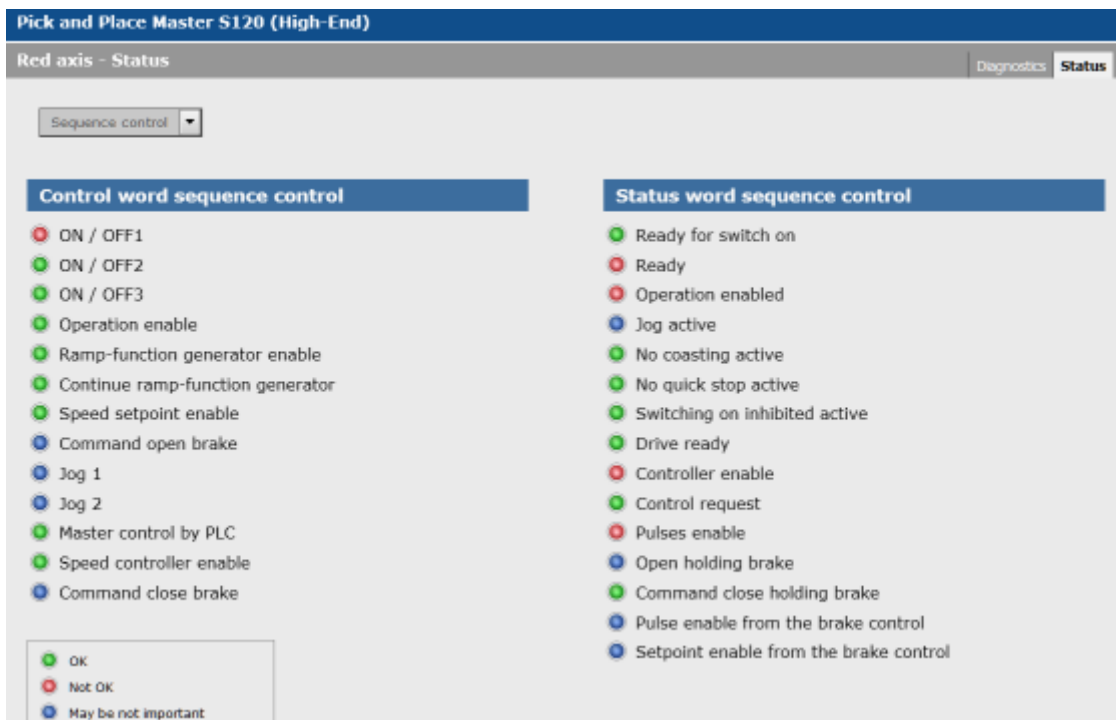 Pick and Place Master S120 (High-End)
Red axis - Status
Diagnostics
Status
Sequence control
Control word sequence control
ON / OFF1
ON / OFF2
ON / OFF3
Operation enable
Ramp-function generator enable
Continue ramp-function generator
Speed setpoint enable
Command open brake
Jog 1
Jog 2
Master control by PLC
Speed controller enable
Command close brake
OK
Not OK
May be not important
Status word sequence control
Ready for switch on
Ready
Operation enabled
Jog active
No coasting active
No quick stop active
Switching on inhibited active
Drive ready
Controller enable
Control request
Pulses enable
Open holding brake
Command close holding brake
Pulse enable from the brake control
Setpoint enable from the brake control